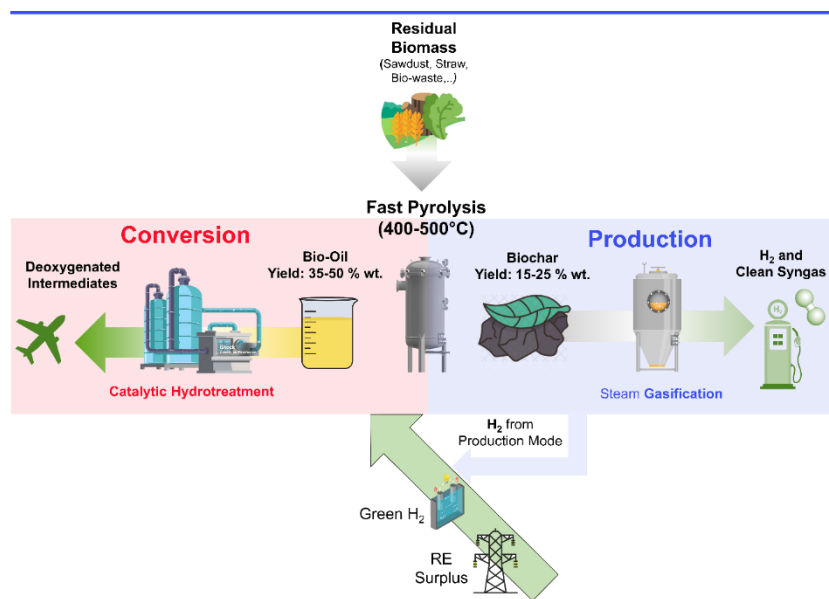 Residual
Biomass
(Sawdust, Straw,
Bio-waste,..)
Fast Pyrolysis
(400-500°C)
Conversion
Production
Deoxygenated
Intermediates
Bio-Oil
Yield: 35-50 % wt.
Biochar
Yield: 15-25 % wt.
H₂ and
Clean Syngas
H₂
Catalytic Hydrotreatment
Steam Gasification
H₂ from
Production Mode
Green H₂
RE
Surplus